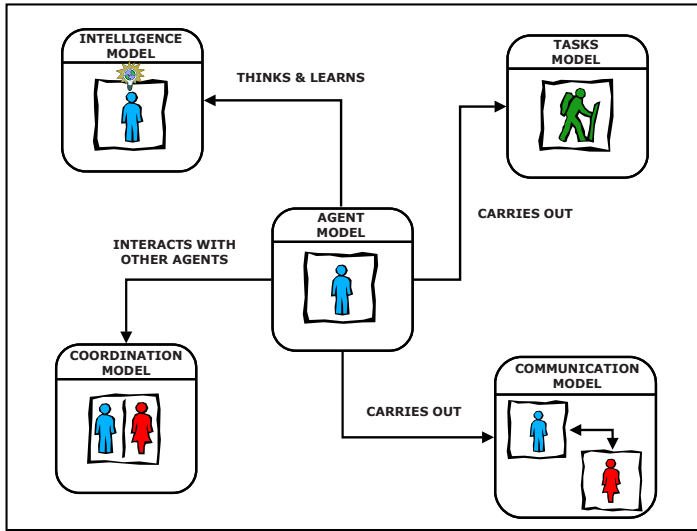 INTELLIGENCE
MODEL
THINKS & LEARNS
TASKS
MODEL
AGENT
MODEL
CARRIES OUT
INTERACTS WITH
OTHER AGENTS
COORDINATION
MODEL
CARRIES OUT
COMMUNICATION
MODEL